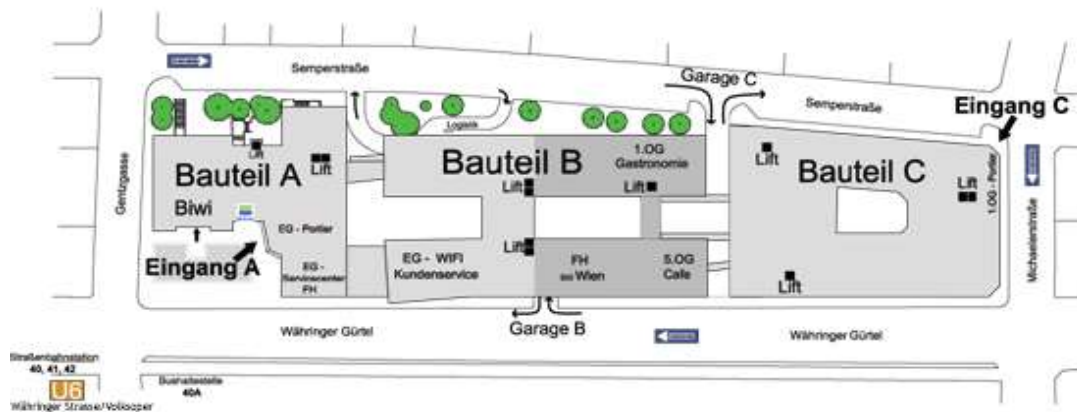 Semperstraße
Garage C
Semperstraße
Eingang C
Logistik
Lift
Bauteil A
Lift
Biwi
EG - Portier
Eingang A
EG -
Servicecenter
FH
Bauteil B
1.OG
Gastronomie
Lift
Lift
Lift
EG - WIFI
Kundenservice
FH
Wien
5.OG
Cafe
Garage B
Lift
Bauteil C
Lift
1.OG - Portier
Lift
Gentzgasse
Michaelerstraße
Währinger Gürtel
Währinger Gürtel
Straßenbahnstation
40, 41, 42
U6
Währinger Strasse/Volksoper
Bushaltestelle
40A